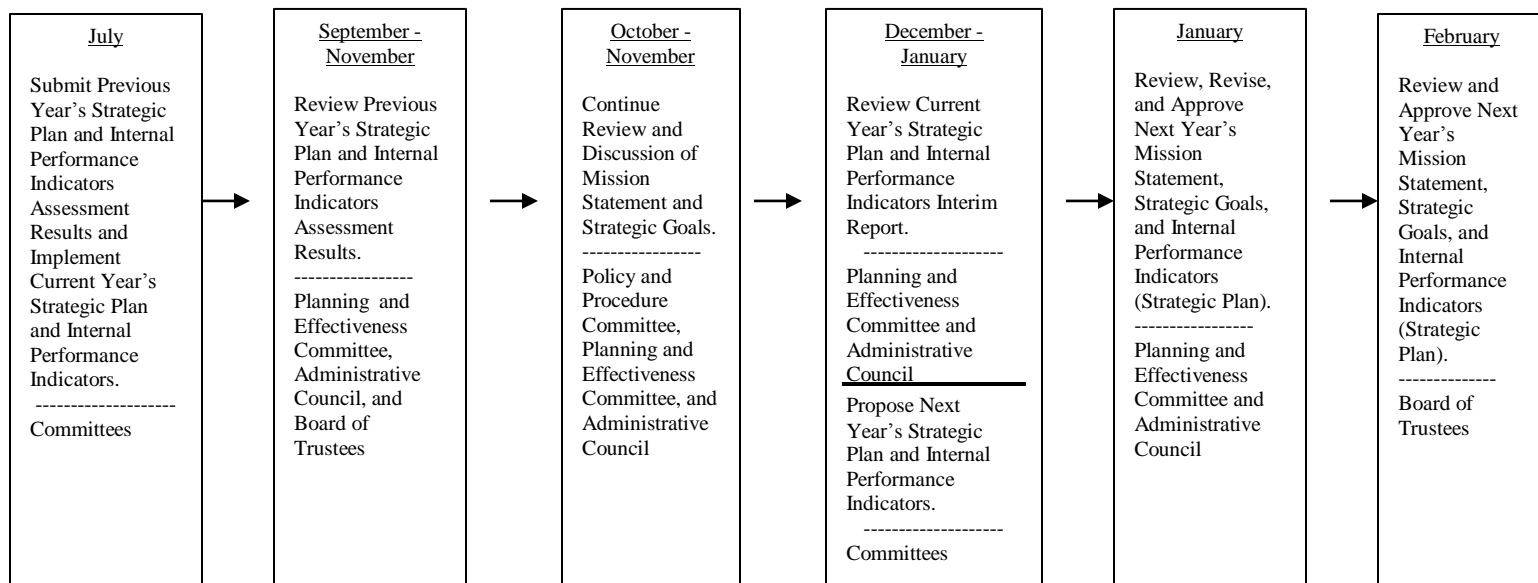 July
Submit Previous
Year’s Strategic
Plan and Internal
Performance
Indicators
Assessment
Results and
Implement
Current Year’s
Strategic Plan
and Internal
Performance
Indicators.
--------------------
Committees
September -
November
Review Previous
Year’s Strategic
Plan and Internal
Performance
Indicators
Assessment
Results.
-----------------
Planning and
Effectiveness
Committee,
Administrative
Council, and
Board of
Trustees
October -
November
Continue
Review and
Discussion of
Mission
Statement and
Strategic Goals.
-----------------
Policy and
Procedure
Committee,
Planning and
Effectiveness
Committee, and
Administrative
Council
December -
January
Review Current
Year’s Strategic
Plan and Internal
Performance
Indicators Interim
Report.
--------------------
Planning and
Effectiveness
Committee and
Administrative
Council
Propose Next
Year’s Strategic
Plan and Internal
Performance
Indicators.
--------------------
Committees
January
Review, Revise,
and Approve
Next Year’s
Mission
Statement,
Strategic Goals,
and Internal
Performance
Indicators
(Strategic Plan).
-----------------
Planning and
Effectiveness
Committee and
Administrative
Council
February
Review and
Approve Next
Year’s
Mission
Statement,
Strategic
Goals, and
Internal
Performance
Indicators
(Strategic
Plan).
--------------
Board of
Trustees